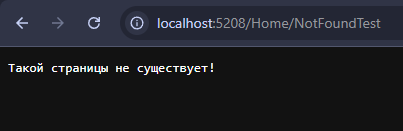 localhost:5208/Home/NotFoundTest
Такой страницы не существует!